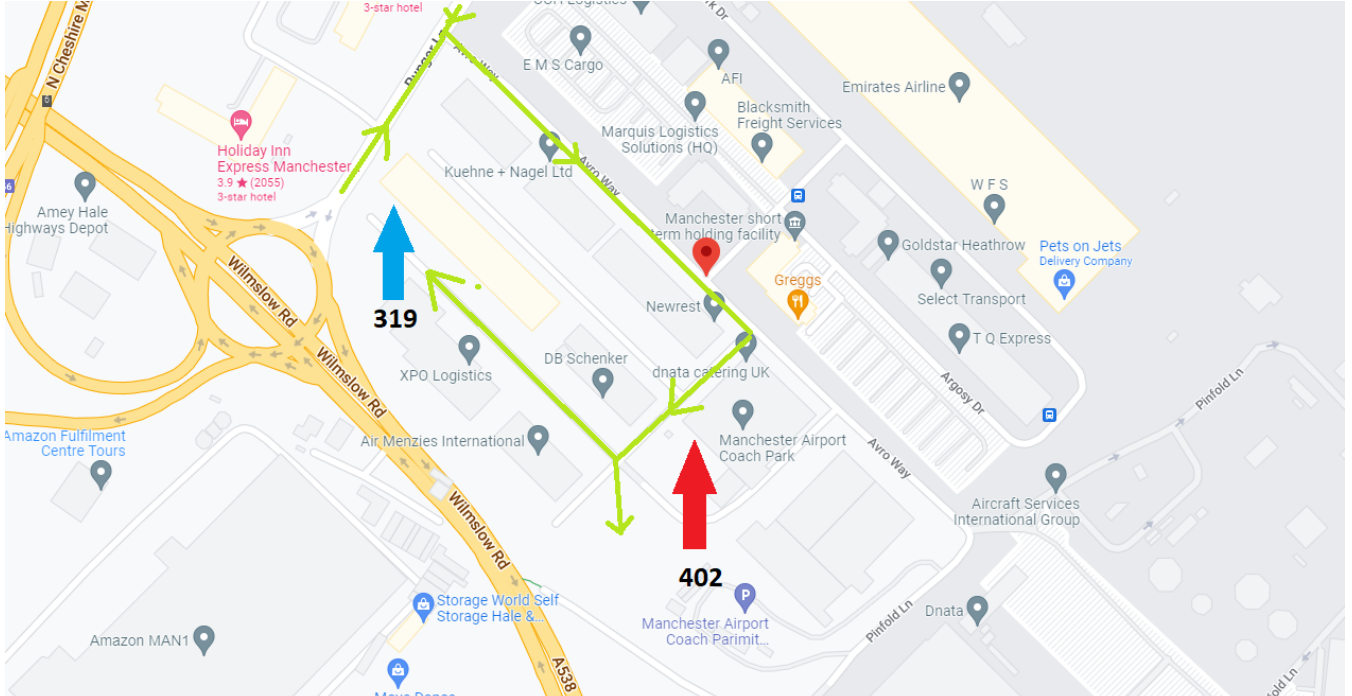 3-star hotel
N Cheshire
Runger Ln
Avro Way
E M S Cargo
AFI
Emirates Airline
Marquis Logistics
Solutions (HQ)
Blacksmith
Freight Services
Holiday Inn
Express Manchester
3.9 ★ (2055)
3-star hotel
Kuehne + Nagel Ltd
Avro Way
W F S
Amey Hale
Highways Depot
Manchester short
term holding facility
Goldstar Heathrow
Pets on Jets
Delivery Company
Wilmslow Rd
Greggs
Select Transport
319
Newrest
T Q Express
Wilmslow Rd
XPO Logistics
DB Schenker
dnata catering UK
Argosy Dr
Pinfold Ln
Amazon Fulfilment
Centre Tours
Air Menzies International
Manchester Airport
Coach Park
Avro Way
Aircraft Services
International Group
Wilmslow Rd
402
Storage World Self
Storage Hale &...
Manchester Airport
Coach Parimit...
Dnata
Pinfold Ln
Amazon MAN1
A538